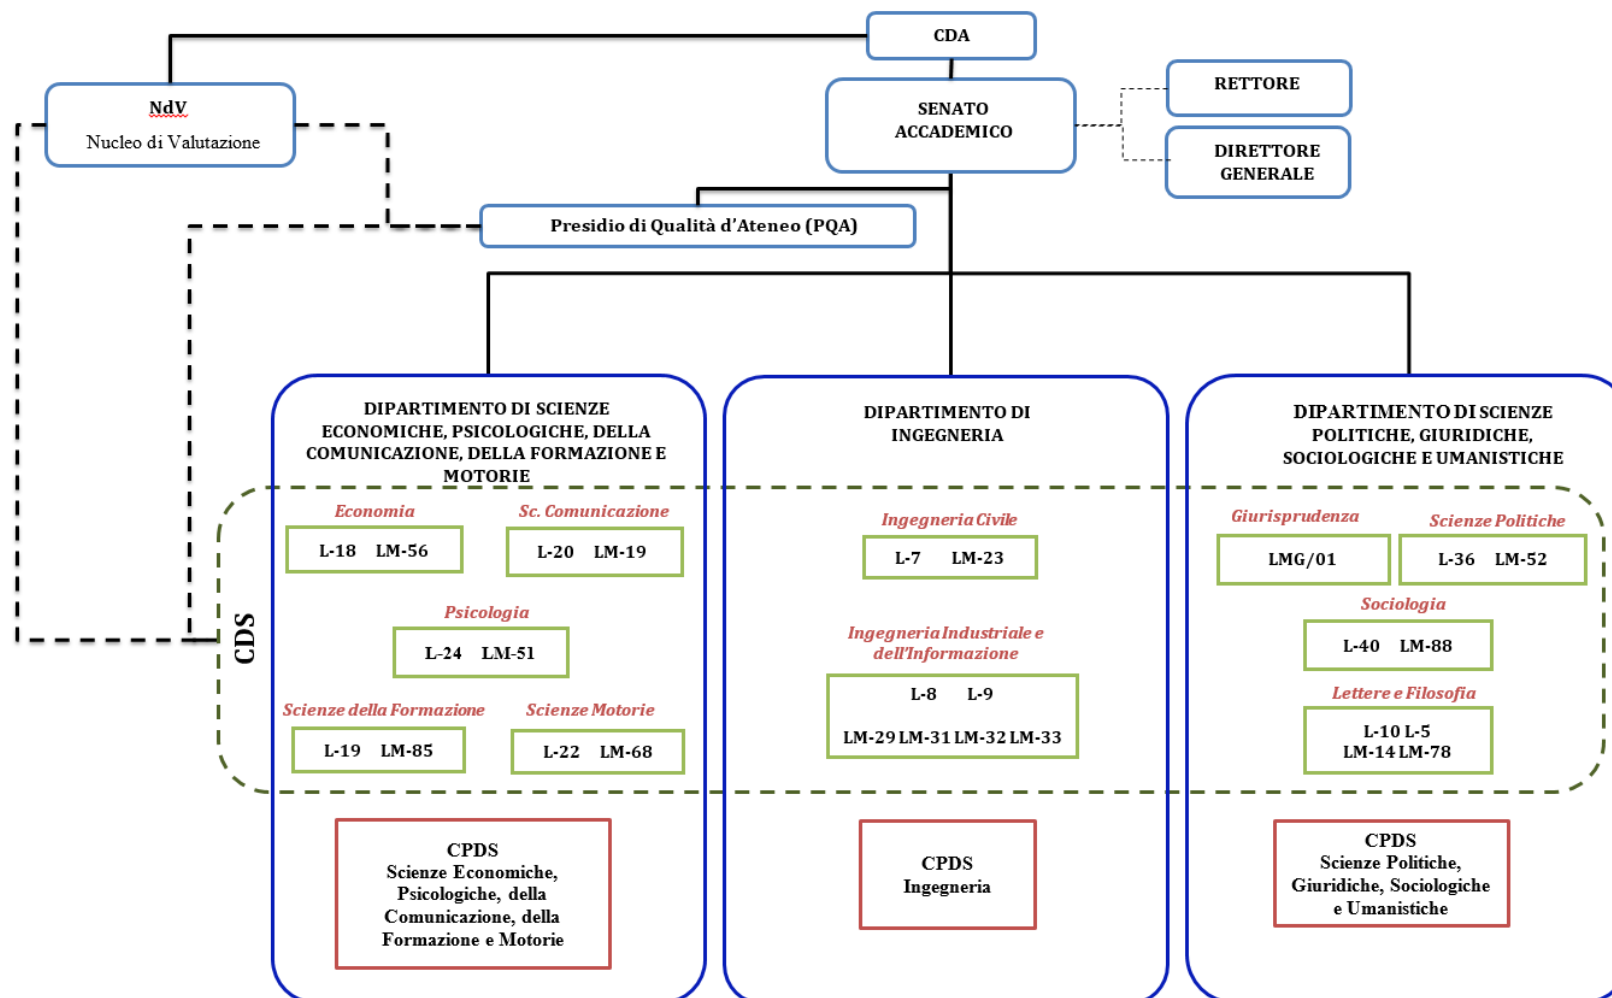 CDA
NdV
Nucleo di Valutazione
SENATO
ACCADEMICO
RETTORE
DIRETTORE
GENERALE
Presidio di Qualità d'Ateneo (PQA)
DIPARTIMENTO DI SCIENZE
ECONOMICHE, PSICOLOGICHE, DELLA
COMUNICAZIONE, DELLA FORMAZIONE E
MOTORIE
DIPARTIMENTO DI
INGEGNERIA
DIPARTIMENTO DI SCIENZE
POLITICHE, GIURIDICHE,
SOCIOLOGICHE E UMANISTICHE
CDS
Economia
L-18 LM-56
Sc. Comunicazione
L-20 LM-19
Psicologia
L-24 LM-51
Scienze della Formazione
L-19 LM-85
Scienze Motorie
L-22 LM-68
Ingegneria Civile
L-7 LM-23
Ingegneria Industriale e
dell'Informazione
L-8 L-9
LM-29 LM-31 LM-32 LM-33
Giurisprudenza
LMG/01
Scienze Politiche
L-36 LM-52
Sociologia
L-40 LM-88
Lettere e Filosofia
L-10 L-5
LM-14 LM-78
CPDS
Scienze Economiche,
Psicologiche, della
Comunicazione, della
Formazione e Motorie
CPDS
Ingegneria
CPDS
Scienze Politiche,
Giuridiche, Sociologiche
e Umanistiche